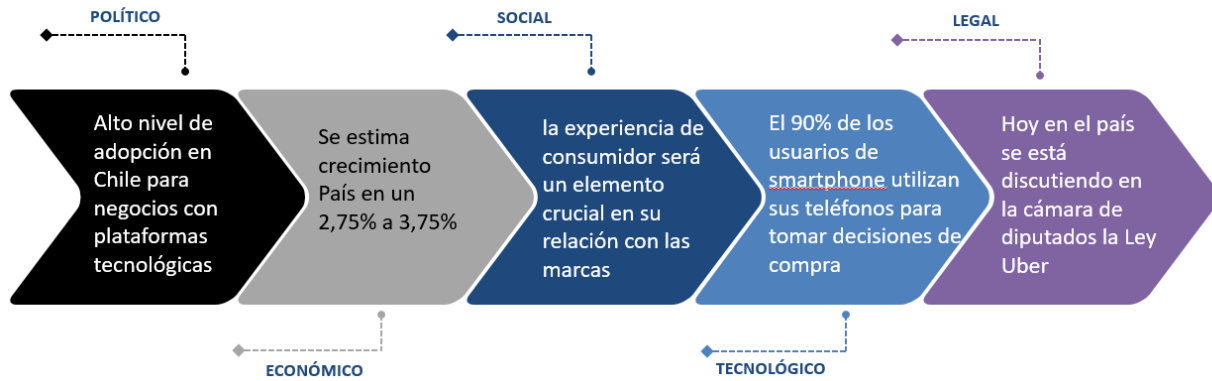 POLÍTICO
SOCIAL
LEGAL
Alto nivel de
adopción en
Chile para
negocios con
plataformas
tecnológicas
Se estima
crecimiento
País en un
2,75% a 3,75%
la experiencia de
consumidor será
un elemento
crucial en su
relación con las
marcas
El 90% de los
usuarios de
smartphone utilizan
sus teléfonos para
tomar decisiones de
compra
Hoy en el país
se está
discutiendo en
la cámara de
diputados la Ley
Uber
ECONÓMICO
TECNOLÓGICO